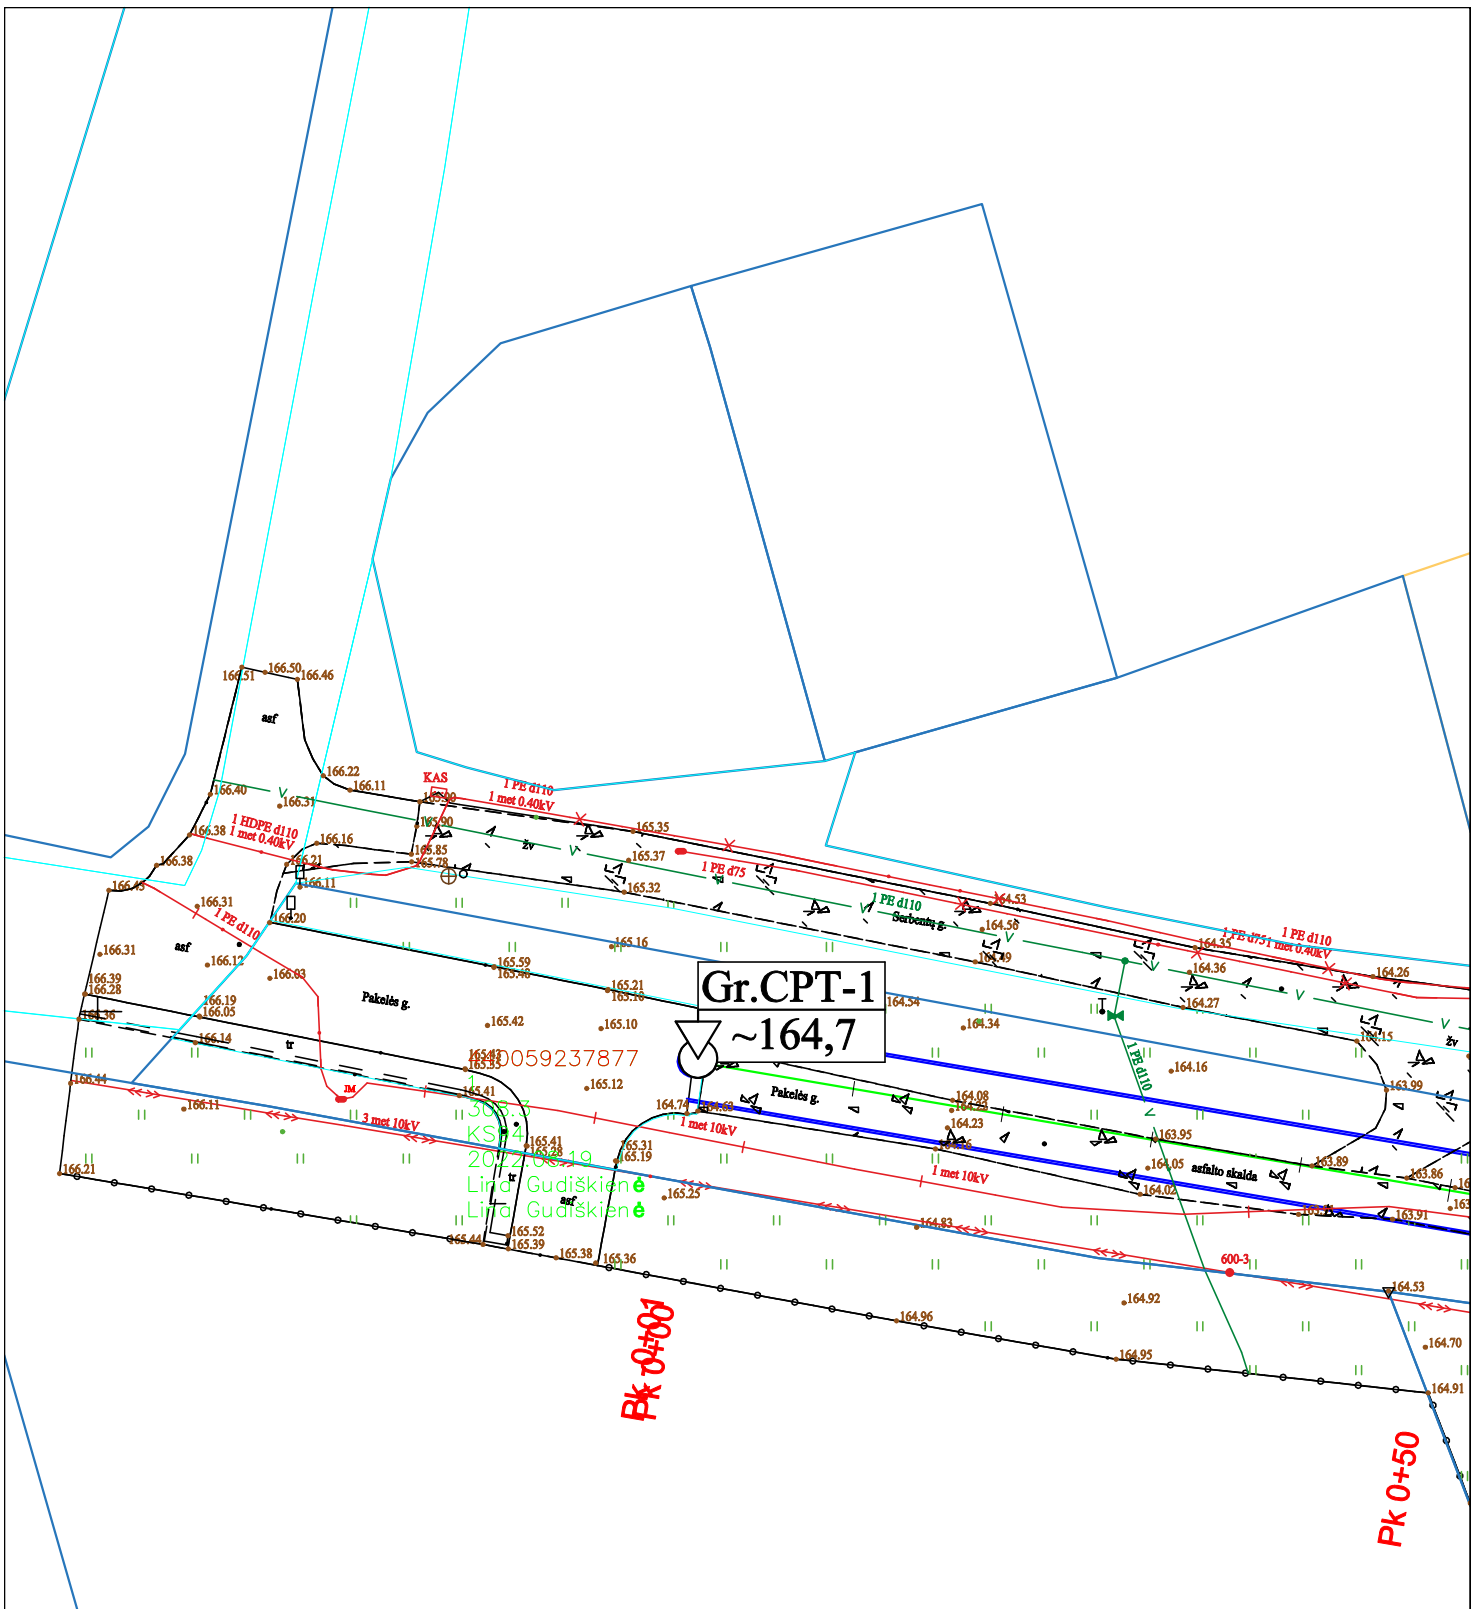 166.50
166.51
166.46
asf
166.22
166.11
KAS
1 PE d110
1 met 0.40kV
166.40
V
166.31
165.90
166.38
1 HDPE d110
1 met 0.40kV
166.16
165.35
žv
V
165.37
166.38
166.21
165.85
165.78
1 PE d75
166.11
165.32
1 PE d110
164.53
166.31
1 PE d110
166.20
Serbentų g.
164.58
V
asf
165.16
164.35
1 PE d110
1 PE d75
1 met 0.40kV
166.31
166.12
166.03
165.59
165.48
164.49
V
164.36
164.26
166.39
166.28
Pakelės g.
165.21
Gr.CPT-1
164.54
164.27
V
166.19
166.05
165.42
165.10
~164,7
164.34
V
166.36
166.14
tr
164.15
žv
440059237877
1 PE d110
164.16
165.41
165.12
JM
1
166.44
163.99
166.11
3 met 10kV
164.74
164.63
Pakelės g.
164.08
164.23
V
1 met 10kV
163.95
165.41
165.28
165.31
165.19
Lina Gudiškienė
Lina Gudiškienė
tr
asf
166.21
165.25
1 met 10kV
164.05
asfalto skalda
163.89
163.86
164.02
163.91
164.83
165.44
165.52
165.39
165.38
165.36
600-3
164.53
164.92
164.96
164.70
164.95
164.91
Pk 0+00
Pk 0+50